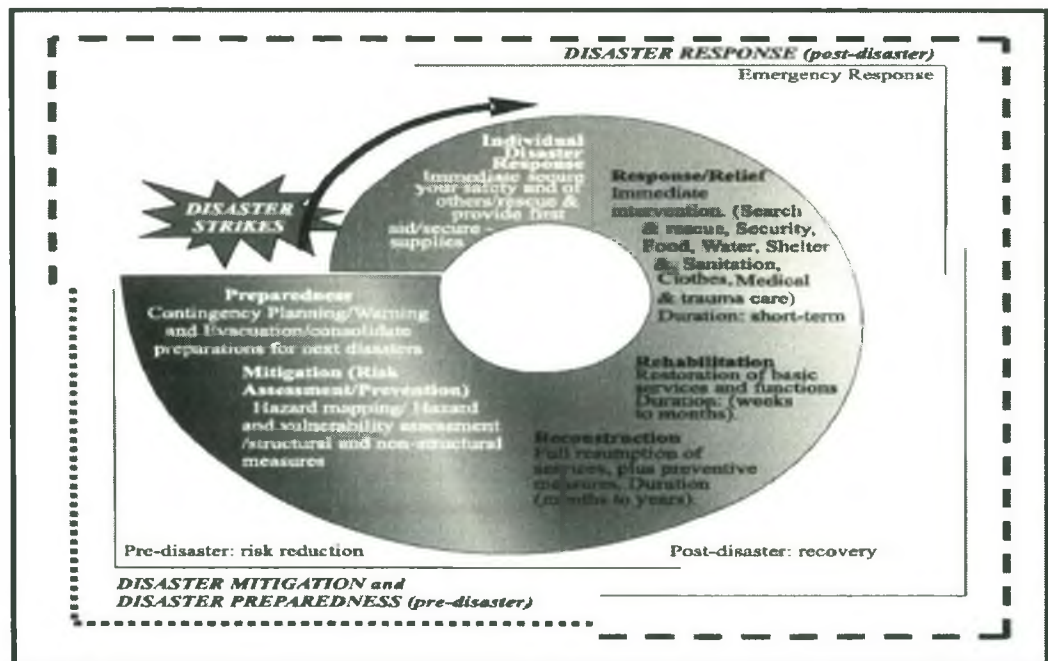 DISASTER RESPONSE (post-disaster)
Emergency Response
DISASTER
STRIKES
Individual
Disaster
Response
Immediate secure
your safety and of
others/rescue &
provide first
aid/secure -
supplies
Response/Relief
Immediate
intervention. (Search
& rescue, Security,
Food, Water, Shelter
& Sanitation,
Clothes, Medical
& trauma care)
Duration: short-term
Rehabilitation
Restoration of basic
services and functions
Duration: (weeks
to months).
Reconstruction
Full resumption of
services, plus preventive
measures, Duration
(months to years).
Preparedness
Contingency Planning/Warning
and Evacuation/consolidate
preparations for next disasters
Mitigation (Risk
Assessment/Prevention)
Hazard mapping/ Hazard
and vulnerability assessment
/structural and non-structural
measures
Pre-disaster: risk reduction
Post-disaster: recovery
DISASTER MITIGATION and
DISASTER PREPAREDNESS (pre-disaster)